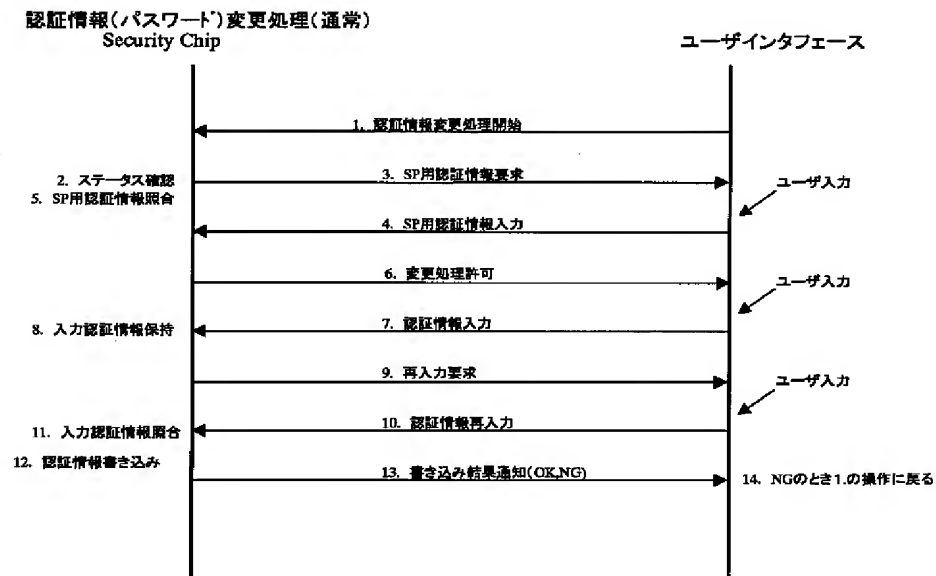 認証情報(パスワード)変更処理(通常)
Security Chip
ユーザインタフェース
1. 認証情報変更処理開始
2. ステータス確認
3. SP用認証情報要求
ユーザ入力
5. SP用認証情報照合
4. SP用認証情報入力
6. 変更処理許可
ユーザ入力
8. 入力認証情報保持
7. 認証情報入力
9. 再入力要求
ユーザ入力
11. 入力認証情報照合
10. 認証情報再入力
12. 認証情報書き込み
13. 書き込み結果通知(OK,NG)
14. NGのとき1.の操作に戻る